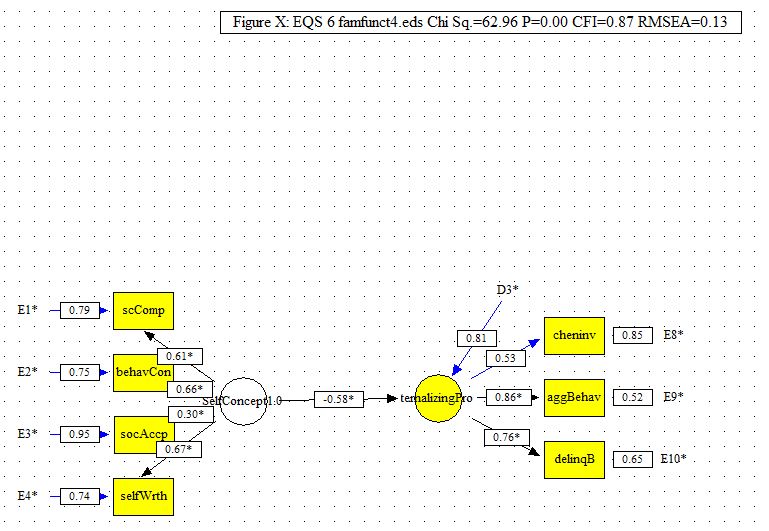 Figure X: EQS 6 famfunct4.eds Chi Sq.=62.96 P=0.00 CFI=0.87 RMSEA=0.13
D3*
E1* 0.79 scComp
0.81
cheninv 0.85 E8*
0.61*
0.53
E2* 0.75 behavCon
0.66*
SelfConcept1.0
-0.58*
ternalizingPro
0.86*
aggBehav 0.52 E9*
0.30*
E3* 0.95 socAccp
0.67*
0.76*
delinqB 0.65 E10*
E4* 0.74 selfWrth